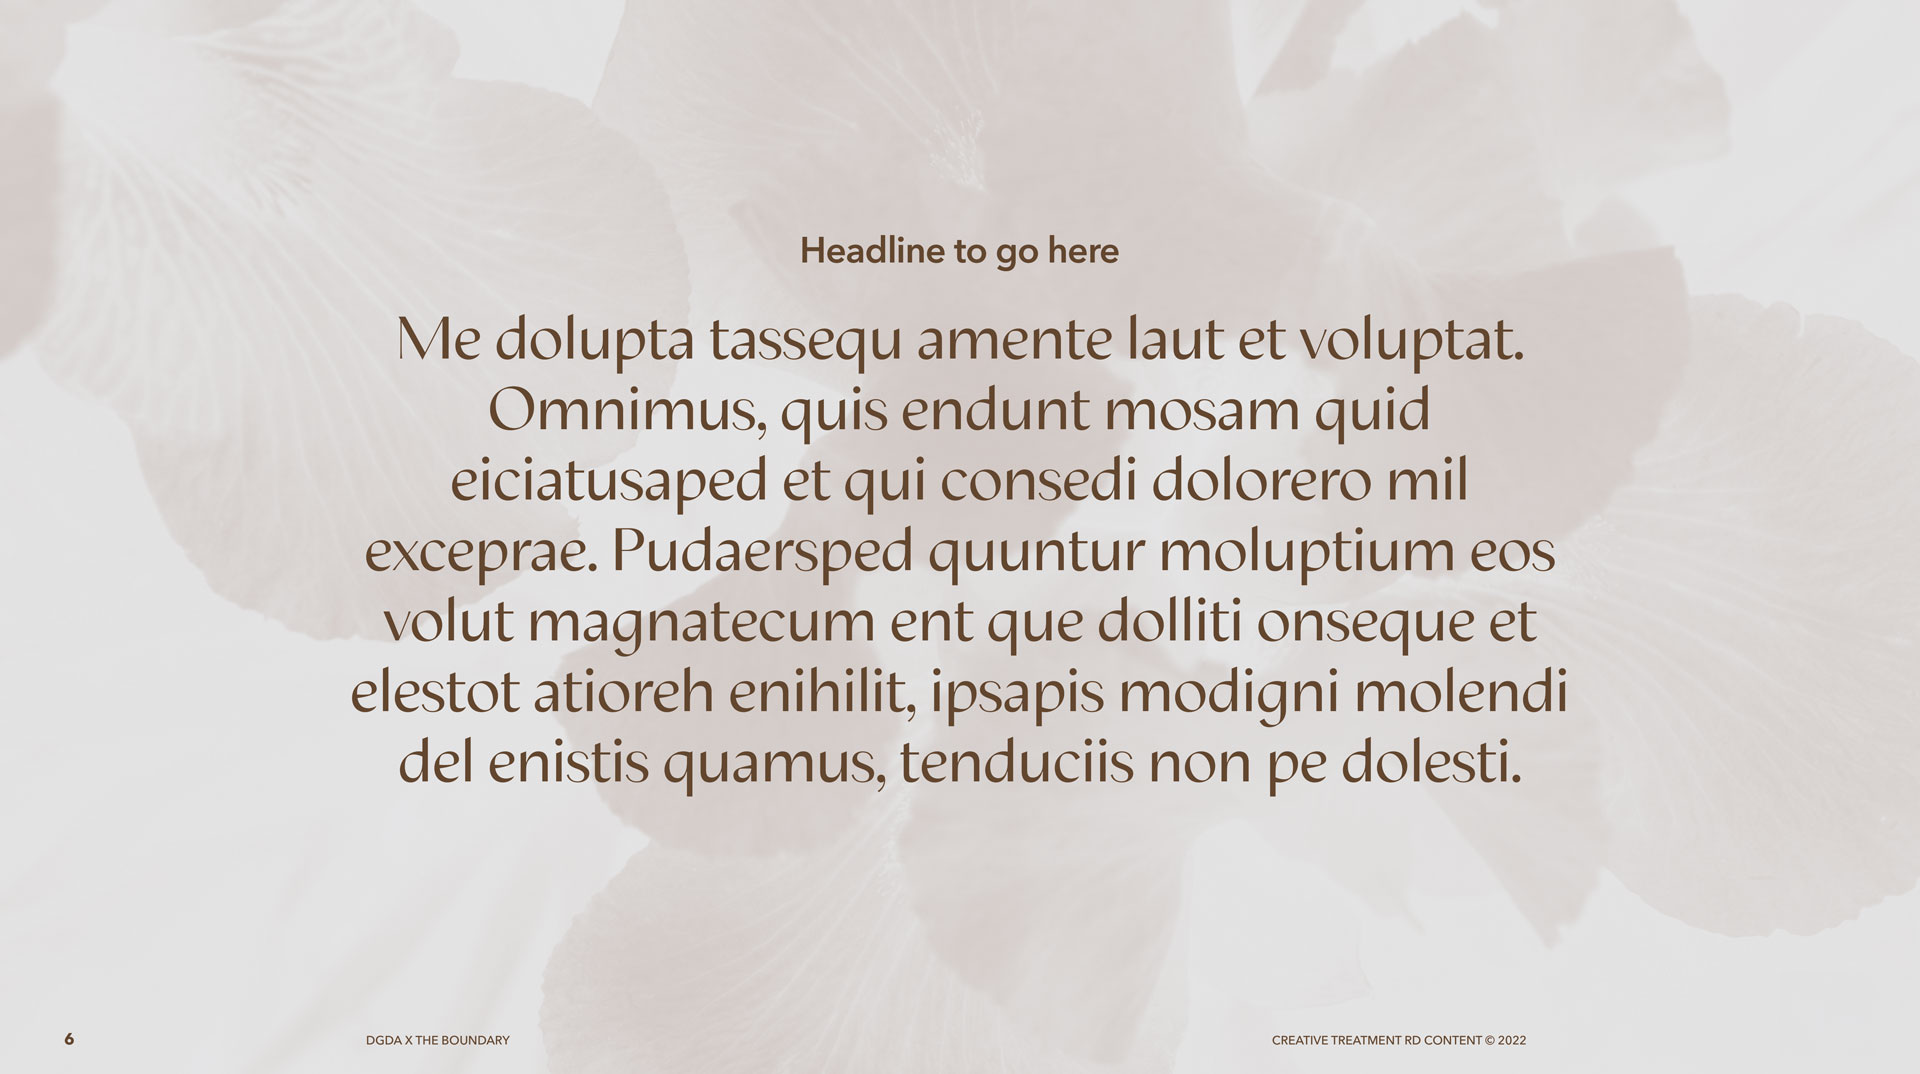 Headline to go here
Me dolupta tassequ amente laut et voluptat.
Omnimus, quis endunt mosam quid
eiciatusaped et qui consedi dolorero mil
exceprae. Pudaersped quuntur moluptium eos
volut magnatecum ent que dolliti onseque et
elestot atioreh enihilit, ipsapis modigni molendi
del enistis quamus, tenduciis non pe dolesti.
6
DGDA X THE BOUNDARY
CREATIVE TREATMENT RD CONTENT © 2022